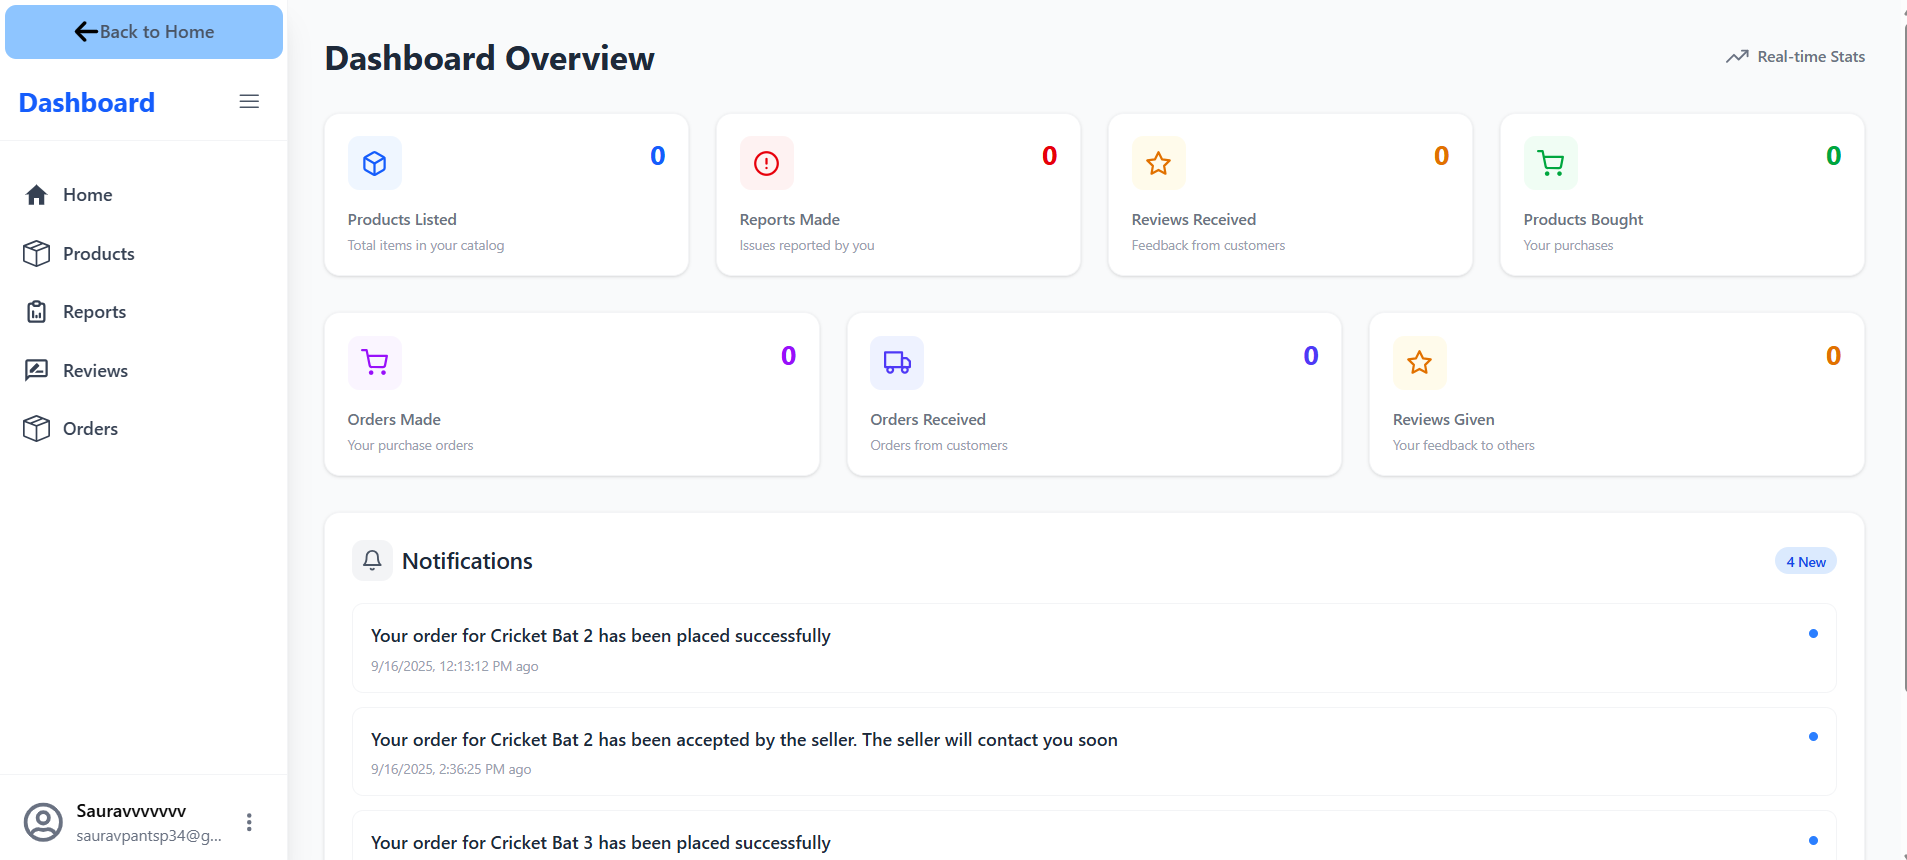 Back to Home
Dashboard
Home
Products
Reports
Reviews
Orders
Sauravvvvvvv
sauravpantsp34@g...
Dashboard Overview
Real-time Stats
0
Products Listed
Total items in your catalog
0
Reports Made
Issues reported by you
0
Reviews Received
Feedback from customers
0
Products Bought
Your purchases
0
Orders Made
Your purchase orders
0
Orders Received
Orders from customers
0
Reviews Given
Your feedback to others
Notifications
4 New
Your order for Cricket Bat 2 has been placed successfully
9/16/2025, 12:13:12 PM ago
Your order for Cricket Bat 2 has been accepted by the seller. The seller will contact you soon
9/16/2025, 2:36:25 PM ago
Your order for Cricket Bat 3 has been placed successfully